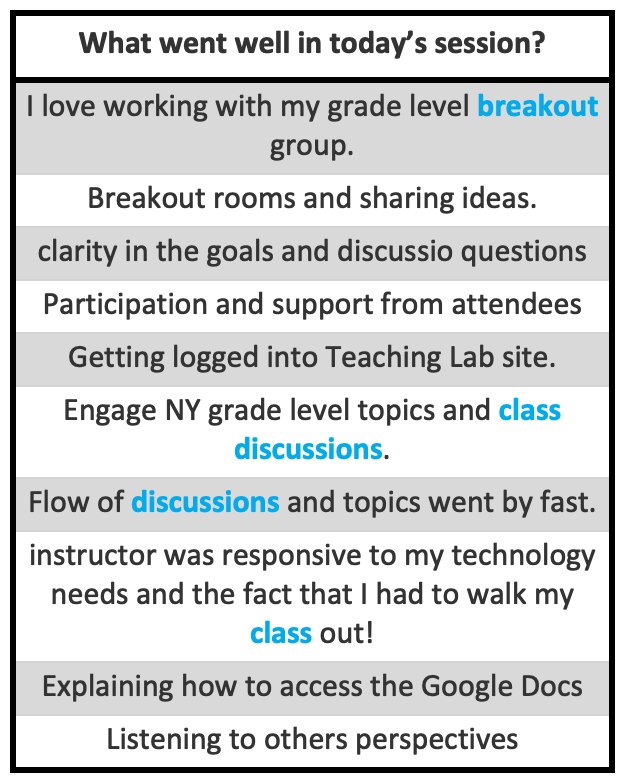 What went well in today's session?
I love working with my grade level breakout
group.
Breakout rooms and sharing ideas.
clarity in the goals and discussio questions
Participation and support from attendees
Getting logged into Teaching Lab site.
Engage NY grade level topics and class
discussions.
Flow of discussions and topics went by fast.
instructor was responsive to my technology
needs and the fact that I had to walk my
class out!
Explaining how to access the Google Docs
Listening to others perspectives